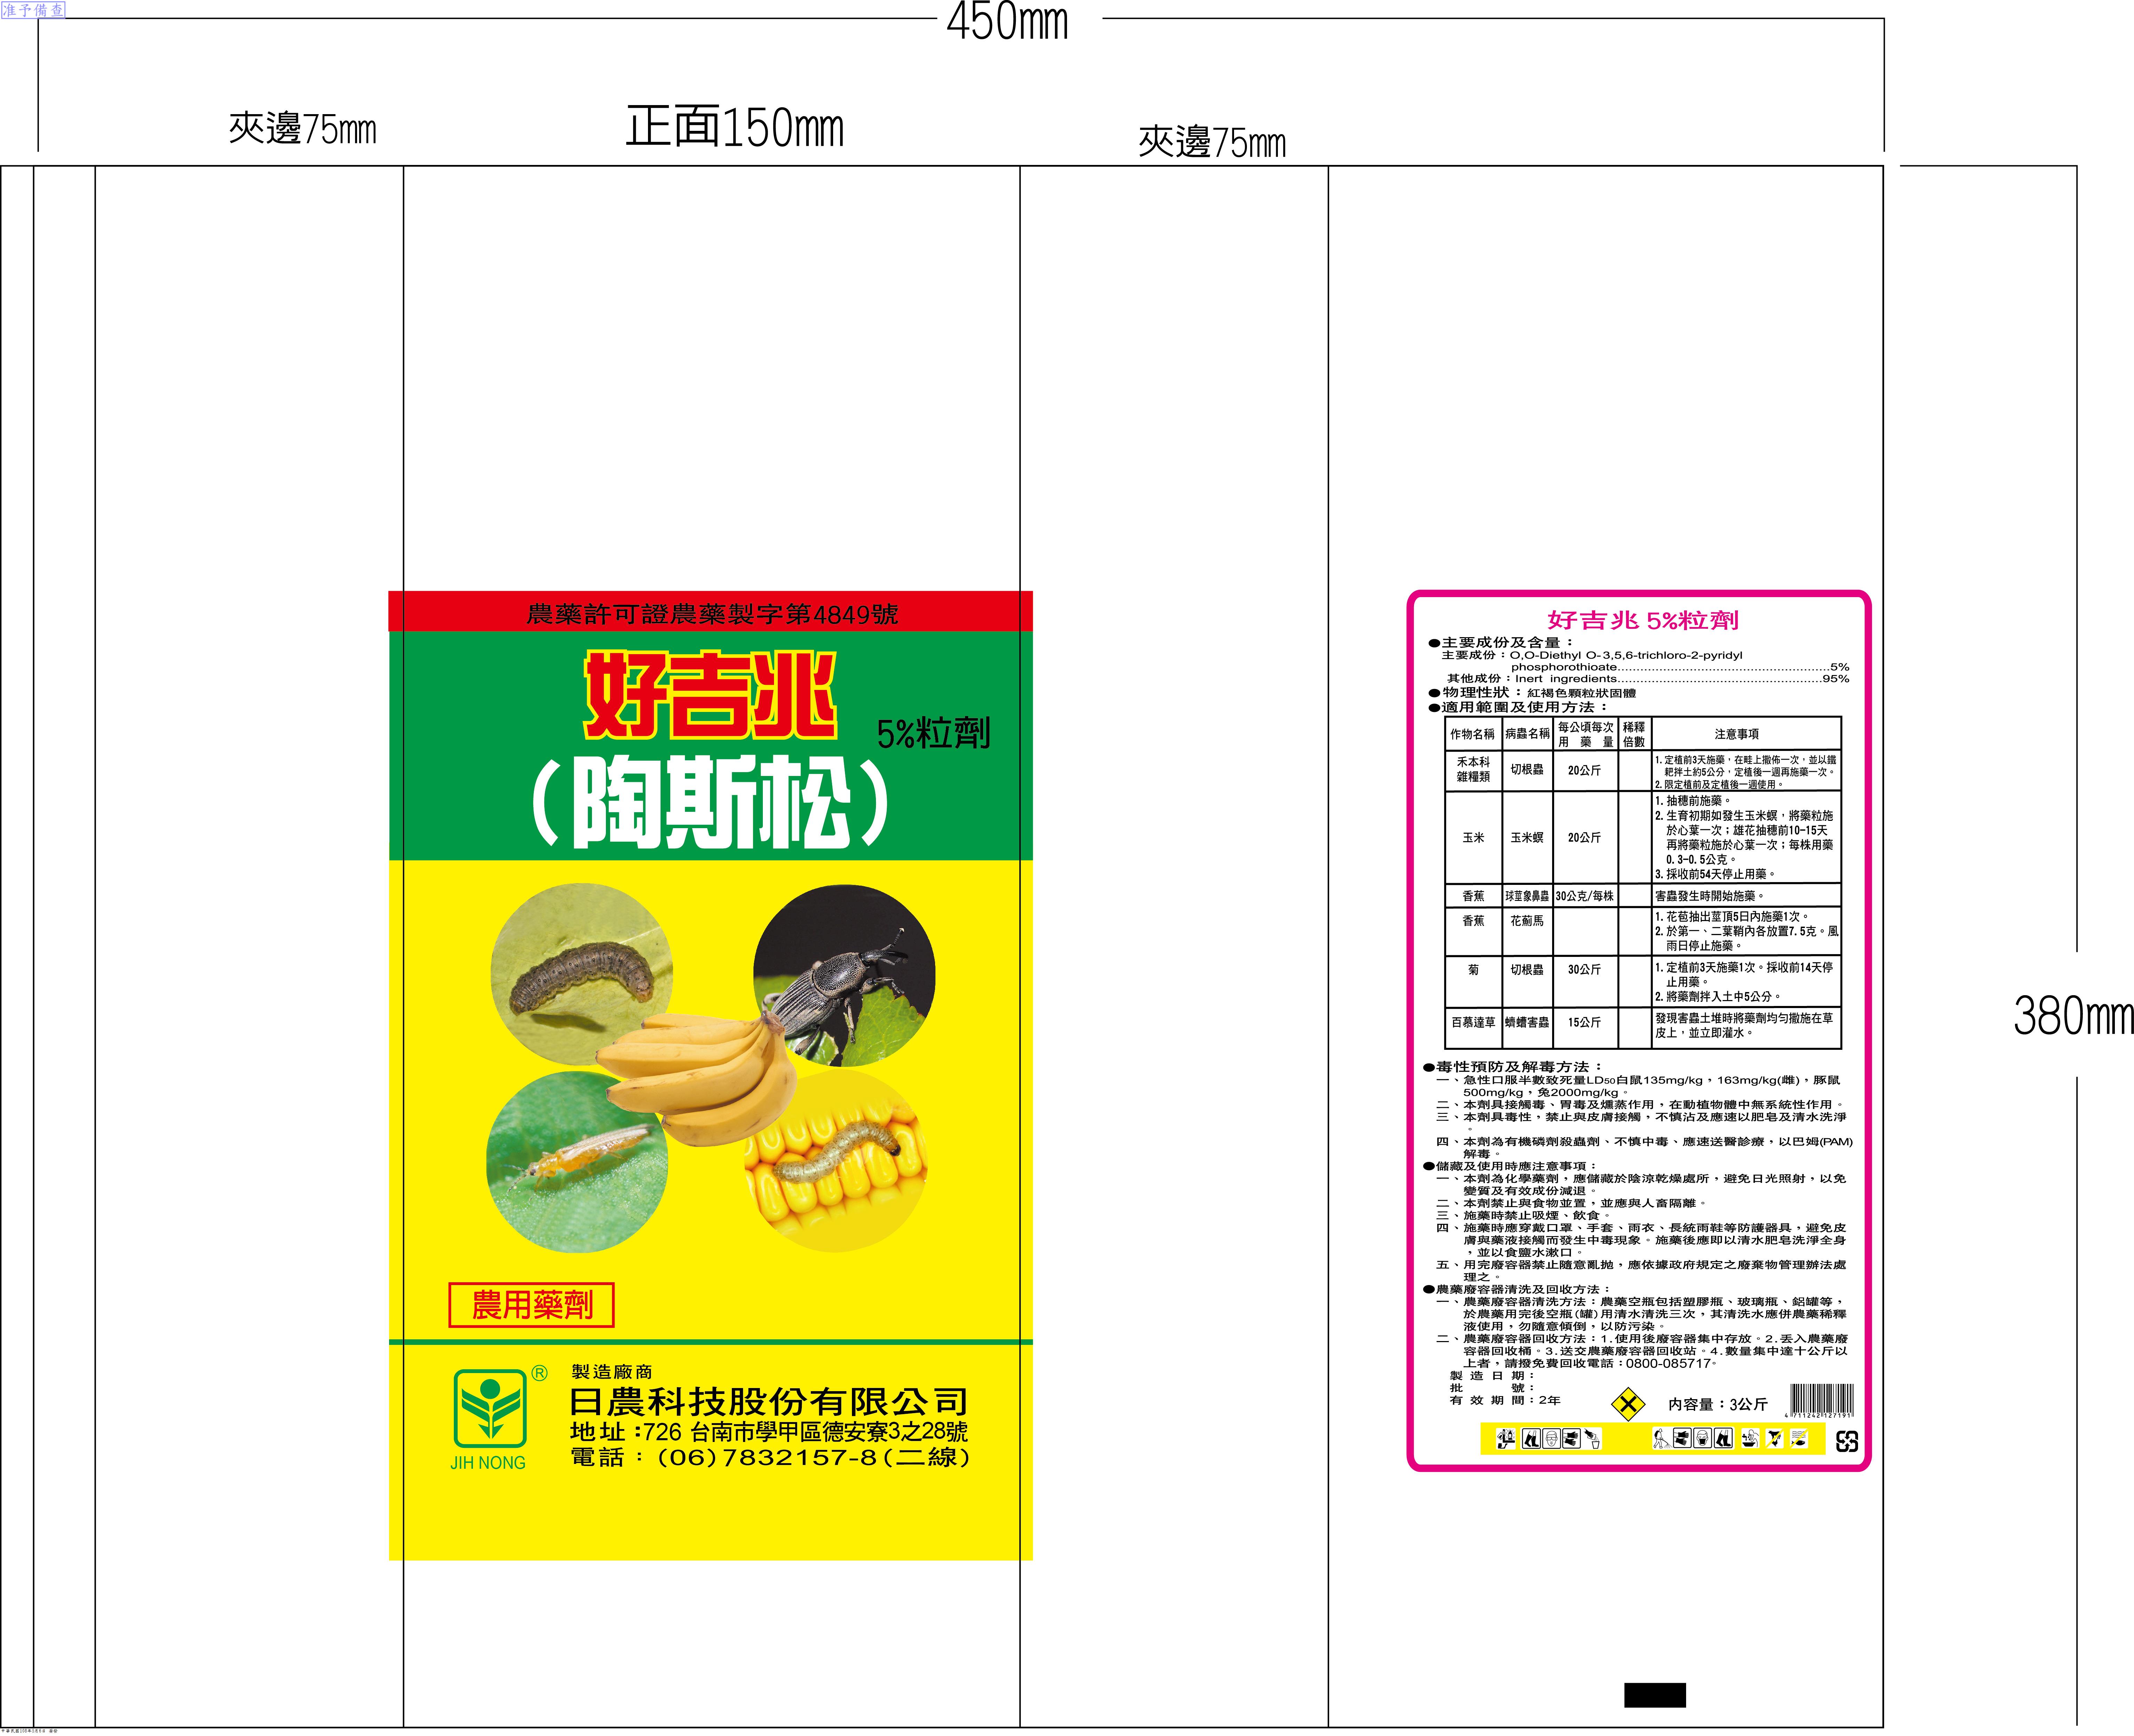 准予備查
450mm
夾邊75mm
正面150mm
夾邊75mm
380mm
農藥許可證農藥製字第4849號
好吉兆
5%粒劑
(陶斯松)
農用藥劑
®
JIH NONG
製造廠商
日農科技股份有限公司
地址:726 台南市學甲區德安寮3之28號
電話：(06)7832157-8(二線)
好吉兆 5%粒劑
●主要成份及含量：
主要成份：O,O-Diethyl O-3,5,6-trichloro-2-pyridyl
phosphorothioate........................................................5%
其他成份：Inert ingredients......................................................95%
●物理性狀：紅褐色顆粒狀固體
●適用範圍及使用方法：
作物名稱 病蟲名稱 每公頃每次用藥量 稀釋倍數 注意事項
禾本科雜糧類 切根蟲 20公斤 1.定植前3天施藥，在畦上撒佈一次，並以鐵
耙拌土約5公分，定植後一週再施藥一次。
2.限定植前及定植後一週使用。
玉米 玉米螟 20公斤 1.抽穗前施藥。
2.生育初期如發生玉米螟，將藥粒施
於心葉一次；雄花抽穗前10-15天
再將藥粒施於心葉一次；每株用藥
0.3-0.5公克。
3.採收前54天停止用藥。
香蕉 球莖象鼻蟲 30公克/每株 害蟲發生時開始施藥。
香蕉 花薊馬 1.花苞抽出莖頂5日內施藥1次。
2.於第一、二葉鞘內各放置7.5克。風
雨日停止施藥。
菊 切根蟲 30公斤 1.定植前3天施藥1次。採收前14天停
止用藥。
2.將藥劑拌入土中5公分。
百慕達草 蠐螬害蟲 15公斤 發現害蟲土堆時將藥劑均勻撒施在草
皮上，並立即灌水。
●毒性預防及解毒方法：
一、急性口服半數致死量LD50白鼠135mg/kg，163mg/kg(雌)，豚鼠
500mg/kg，兔2000mg/kg。
二、本劑具接觸毒、胃毒及燻蒸作用，在動植物體中無系統性作用。
三、本劑具毒性，禁止與皮膚接觸，不慎沾及應速以肥皂及清水洗淨
。
四、本劑為有機磷劑殺蟲劑、不慎中毒、應速送醫診療，以巴姆(PAM)
解毒。
●儲藏及使用時應注意事項：
一、本劑為化學藥劑，應儲藏於陰涼乾燥處所，避免日光照射，以免
變質及有效成份減退。
二、本劑禁止與食物並置，並應與人畜隔離。
三、施藥時禁止吸煙、飲食。
四、施藥時應穿戴口罩、手套、雨衣、長統雨鞋等防護器具，避免皮
膚與藥液接觸而發生中毒現象。施藥後應即以清水肥皂洗淨全身
，並以食鹽水漱口。
五、用完廢容器禁止隨意亂拋，應依據政府規定之廢棄物管理辦法處
理之。
●農藥廢容器清洗及回收方法：
一、農藥廢容器清洗方法：農藥空瓶包括塑膠瓶、玻璃瓶、鋁罐等，
於農藥用完後空瓶(罐)用清水清洗三次，其清洗水應併農藥稀釋
液使用，勿隨意傾倒，以防污染。
二、農藥廢容器回收方法：1.使用後廢容器集中存放。2.丟入農藥廢
容器回收桶。3.送交農藥廢容器回收站。4.數量集中達十公斤以
上者，請撥免費回收電話：0800-085717。
製造日期：
批號：
有效期間：2年
內容量：3公斤
4 711242 127191